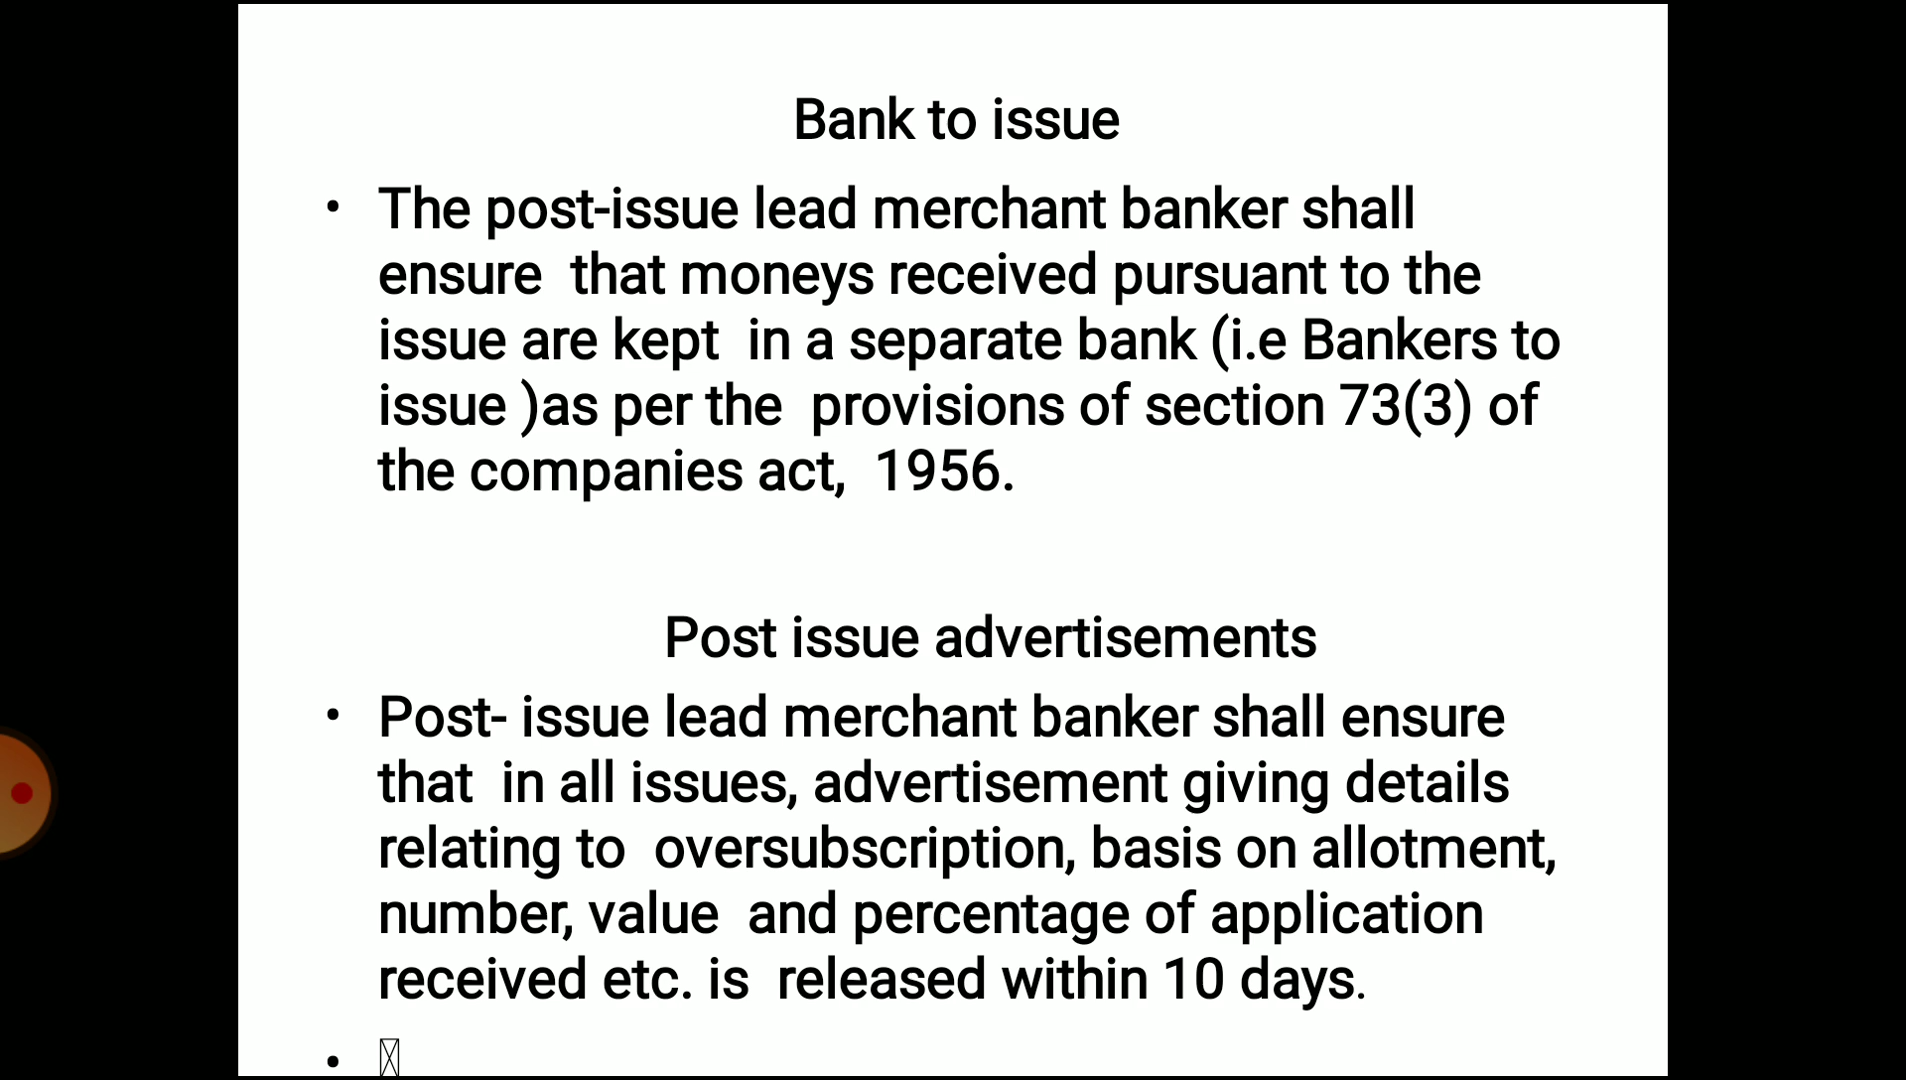 Bank to issue
• The post-issue lead merchant banker shall
ensure  that moneys received pursuant to the
issue are kept  in a separate bank (i.e Bankers to
issue )as per the  provisions of section 73(3) of
the companies act,  1956.
Post issue advertisements
• Post- issue lead merchant banker shall ensure
that  in all issues, advertisement giving details
relating to  oversubscription, basis on allotment,
number, value  and percentage of application
received etc. is  released within 10 days.
•